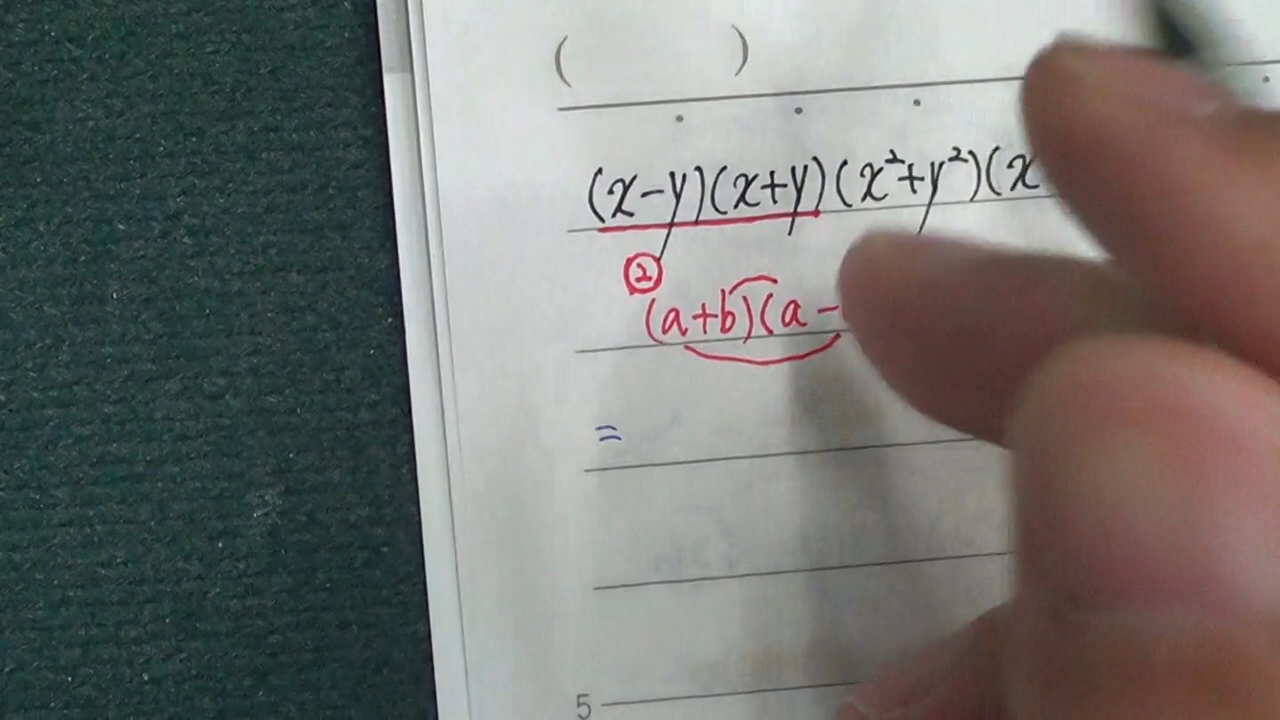 ( )
(x-y)(x+y)(x²+y²)(x
②
(a+b)(a-
=
5